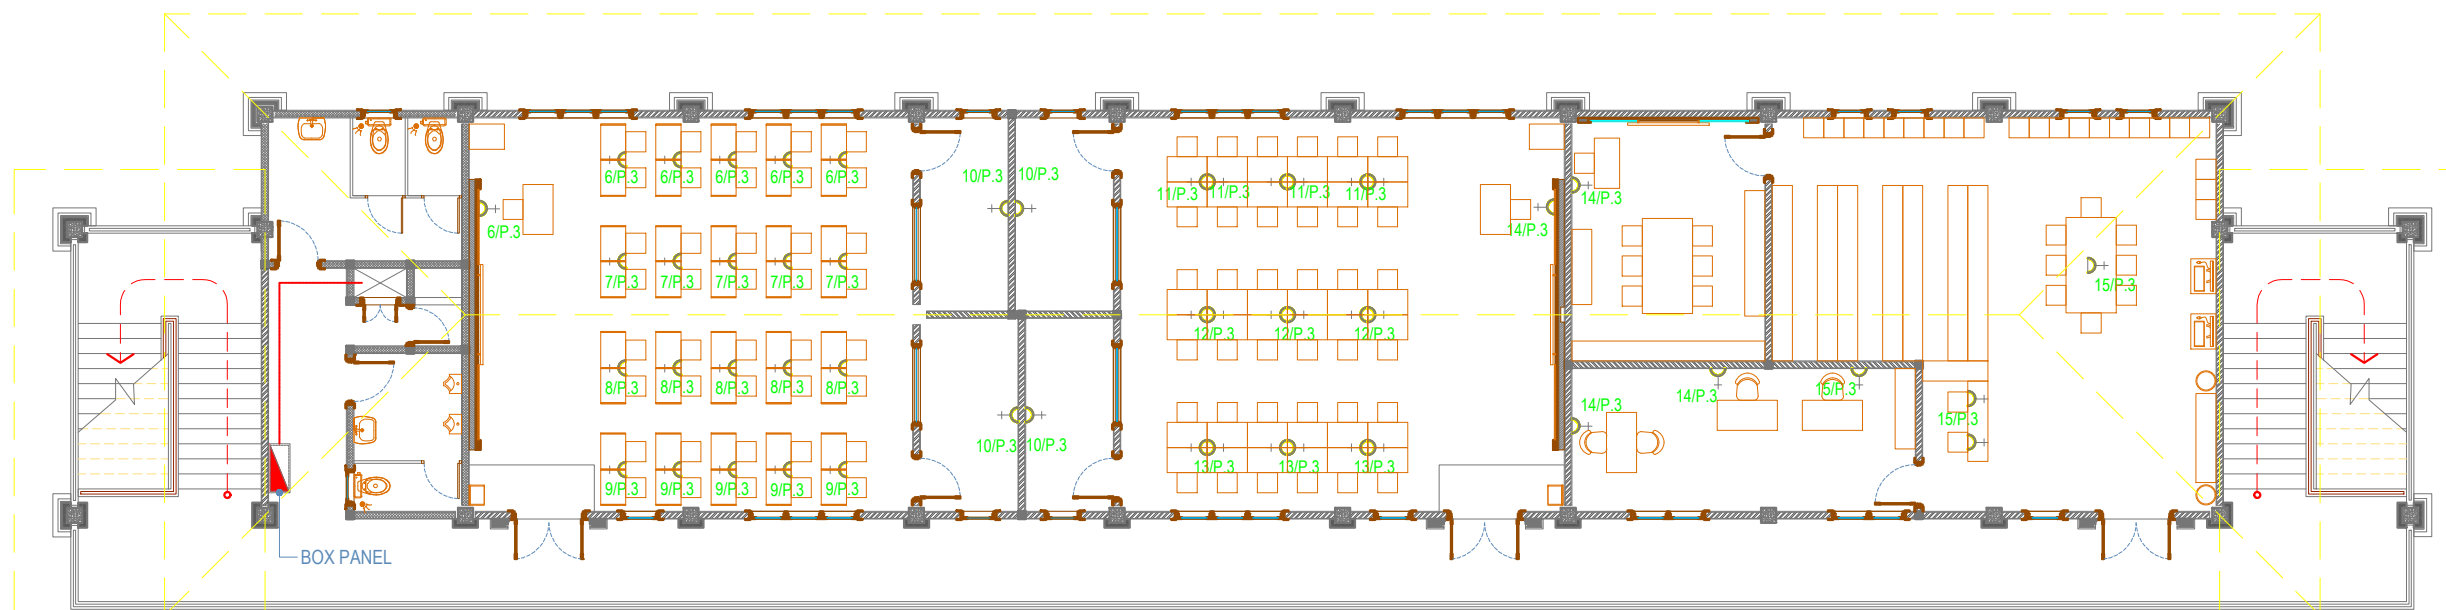 6/P.3 6/P.3 6/P.3 6/P.3 6/P.3
10/P.3 10/P.3
11/P.3 11/P.3 11/P.3 11/P.3
14/P.3
6/P.3
14/P.3
7/P.3 7/P.3 7/P.3 7/P.3 7/P.3
15/P.3
12/P.3 12/P.3 12/P.3
8/P.3 8/P.3 8/P.3 8/P.3 8/P.3
14/P.3 15/P.3
14/P.3
15/P.3
10/P.3 10/P.3
13/P.3 13/P.3 13/P.3
9/P.3 9/P.3 9/P.3 9/P.3 9/P.3
BOX PANEL